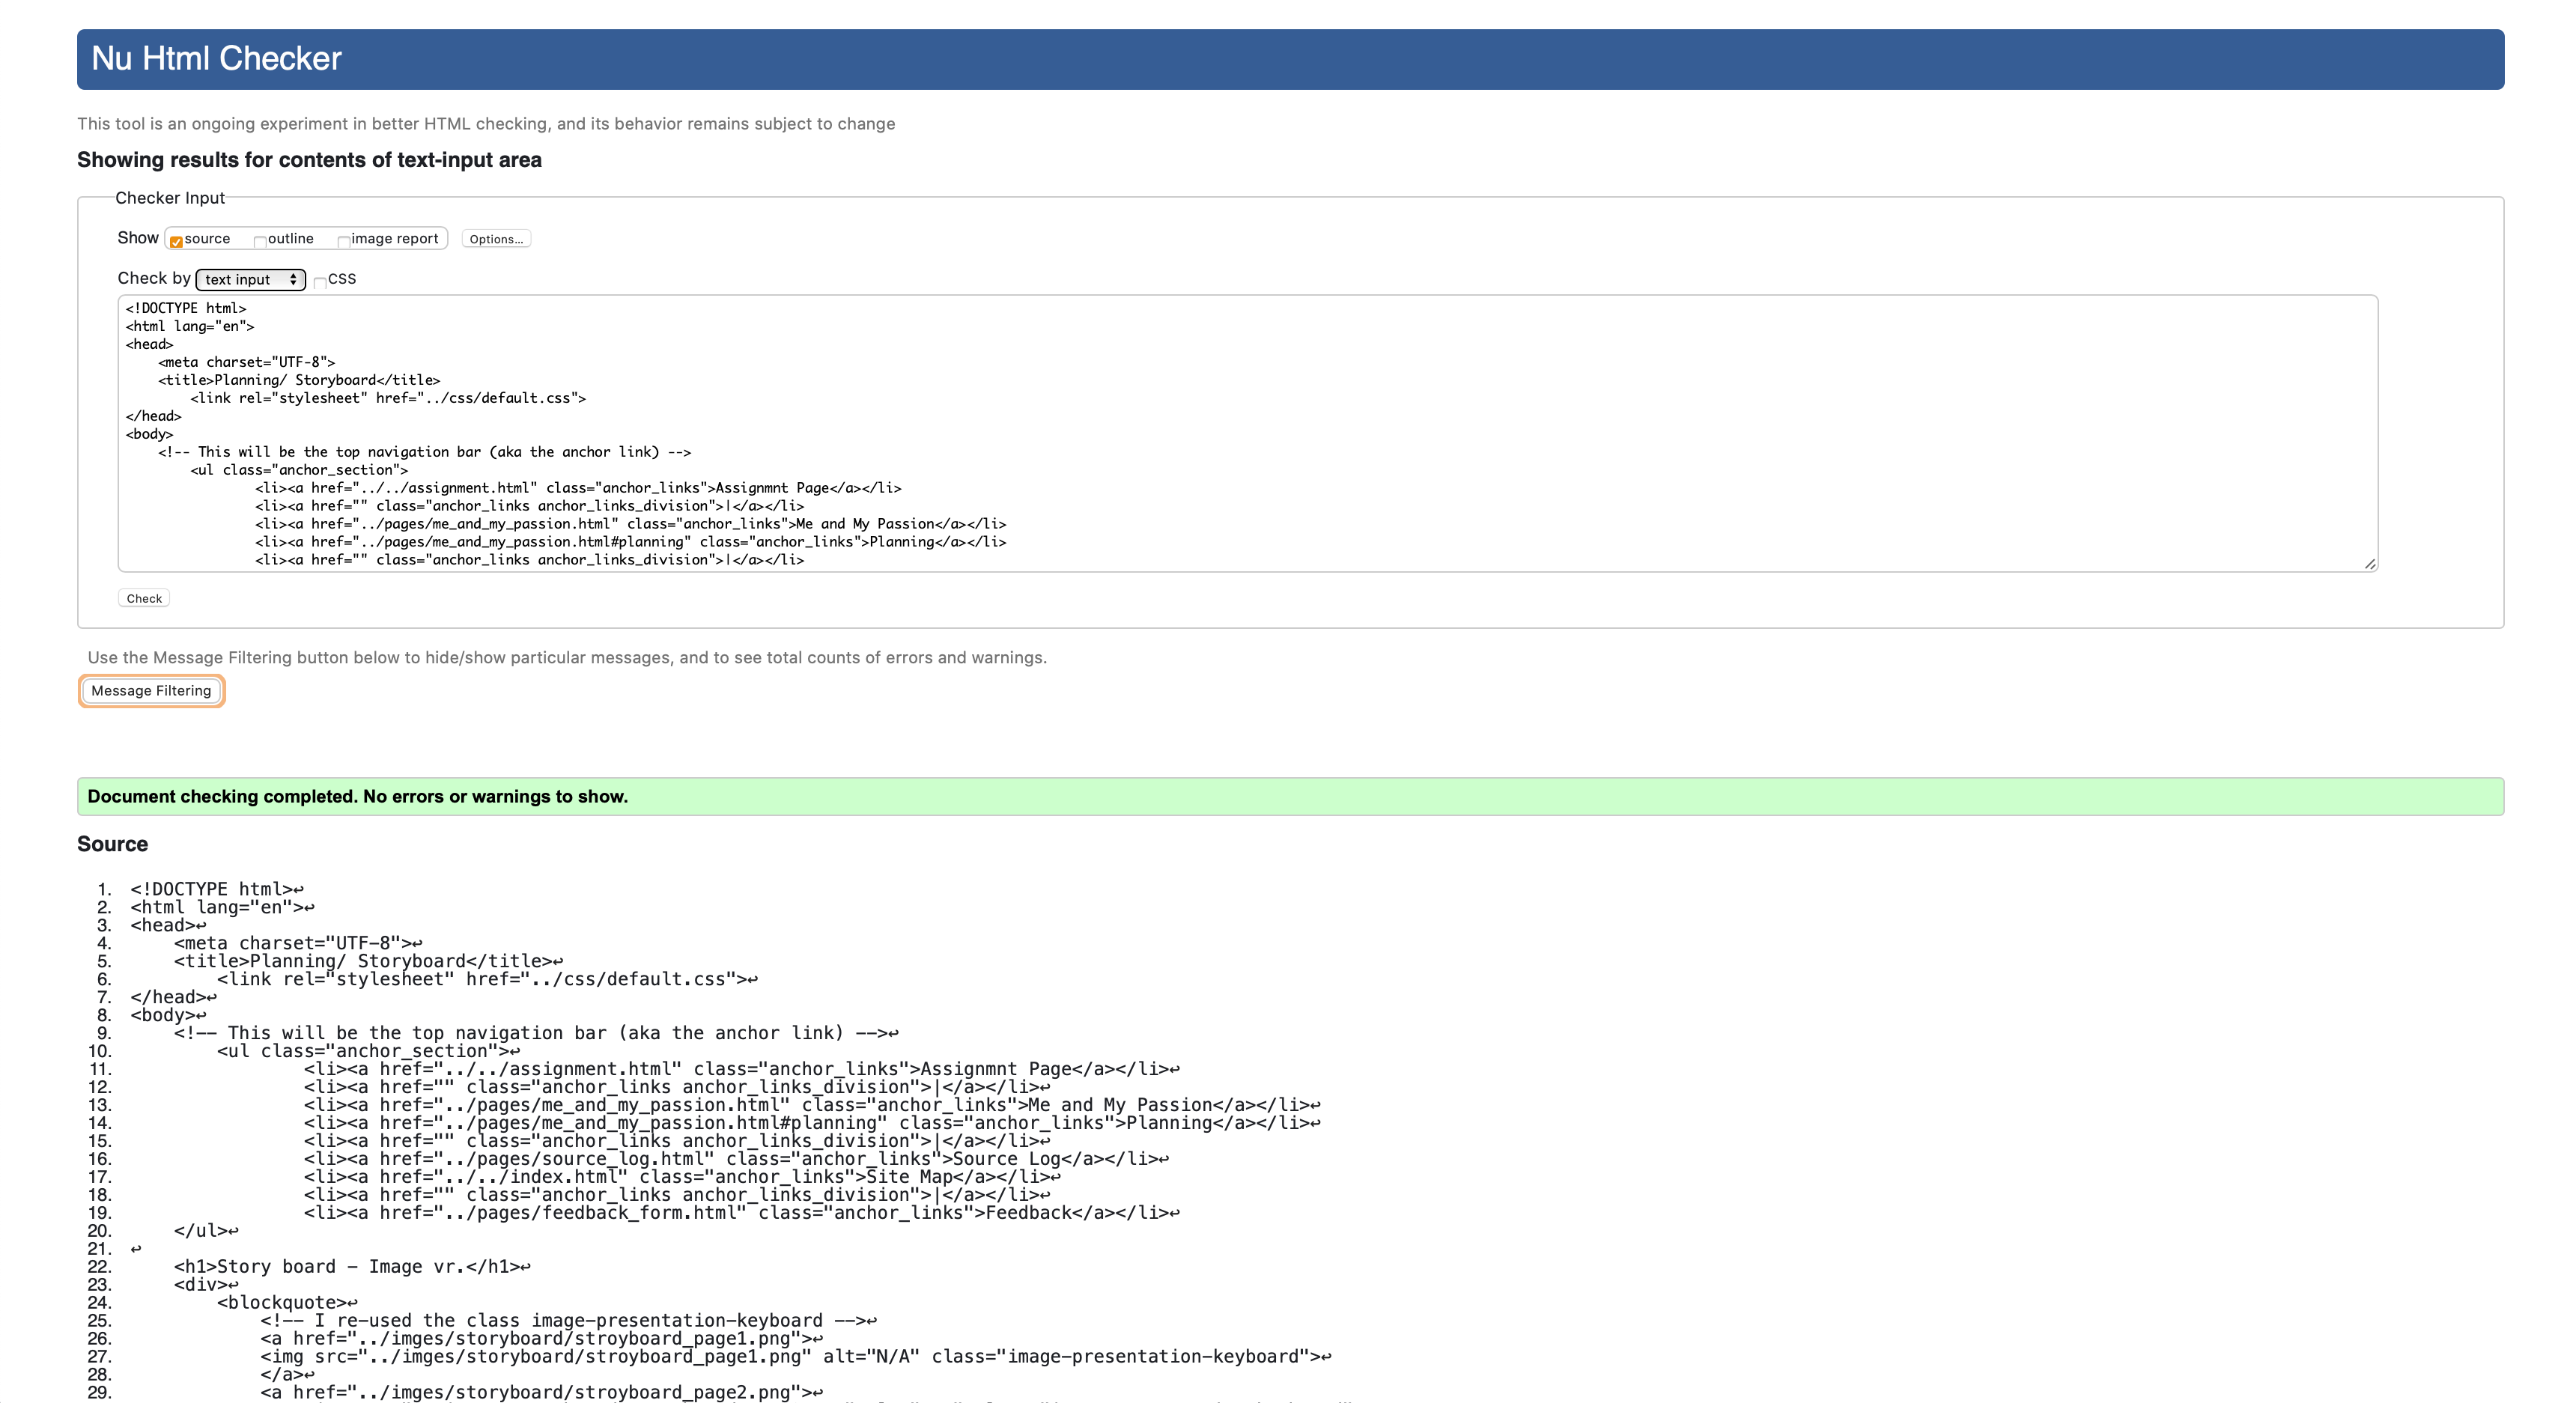 Nu Html Checker
This tool is an ongoing experiment in better HTML checking, and its behavior remains subject to change
Showing results for contents of text-input area
Checker Input
Show source outline image report Options...
Check by text input CSS
<!DOCTYPE html>
<html lang="en">
<head>
    <meta charset="UTF-8">
    <title>Planning/ Storyboard</title>
        <link rel="stylesheet" href="../css/default.css">
</head>
<body>
    <!-- This will be the top navigation bar (aka the anchor link) -->
        <ul class="anchor_section">
                <li><a href="../../assignment.html" class="anchor_links">Assignmnt Page</a></li>
                <li><a href="" class="anchor_links anchor_links_division">|</a></li>
                <li><a href="../pages/me_and_my_passion.html" class="anchor_links">Me and My Passion</a></li>
                <li><a href="../pages/me_and_my_passion.html#planning" class="anchor_links">Planning</a></li>
                <li><a href="" class="anchor_links anchor_links_division">|</a></li>
Check
Use the Message Filtering button below to hide/show particular messages, and to see total counts of errors and warnings.
Message Filtering
Document checking completed. No errors or warnings to show.
Source
1. <!DOCTYPE html>↩
2. <html lang="en">↩
3. <head>↩
4.     <meta charset="UTF-8">↩
5.     <title>Planning/ Storyboard</title>↩
6.         <link rel="stylesheet" href="../css/default.css">↩
7. </head>↩
8. <body>↩
9.     <!-- This will be the top navigation bar (aka the anchor link) -->↩
10.         <ul class="anchor_section">↩
11.                 <li><a href="../../assignment.html" class="anchor_links">Assignmnt Page</a></li>↩
12.                 <li><a href="" class="anchor_links anchor_links_division">|</a></li>↩
13.                 <li><a href="../pages/me_and_my_passion.html" class="anchor_links">Me and My Passion</a></li>↩
14.                 <li><a href="../pages/me_and_my_passion.html#planning" class="anchor_links">Planning</a></li>↩
15.                 <li><a href="" class="anchor_links anchor_links_division">|</a></li>↩
16.                 <li><a href="../pages/source_log.html" class="anchor_links">Source Log</a></li>↩
17.                 <li><a href="../../index.html" class="anchor_links">Site Map</a></li>↩
18.                 <li><a href="" class="anchor_links anchor_links_division">|</a></li>↩
19.                 <li><a href="../pages/feedback_form.html" class="anchor_links">Feedback</a></li>↩
20.     </ul>↩
21. ↩
22.     <h1>Story board - Image vr.</h1>↩
23.     <div>↩
24.         <blockquote>↩
25.             <!-- I re-used the class image-presentation-keyboard -->↩
26.             <a href="../imges/storyboard/stroyboard_page1.png">↩
27.             <img src="../imges/storyboard/stroyboard_page1.png" alt="N/A" class="image-presentation-keyboard">↩
28.             </a>↩
29.             <a href="../imges/storyboard/stroyboard_page2.png">↩